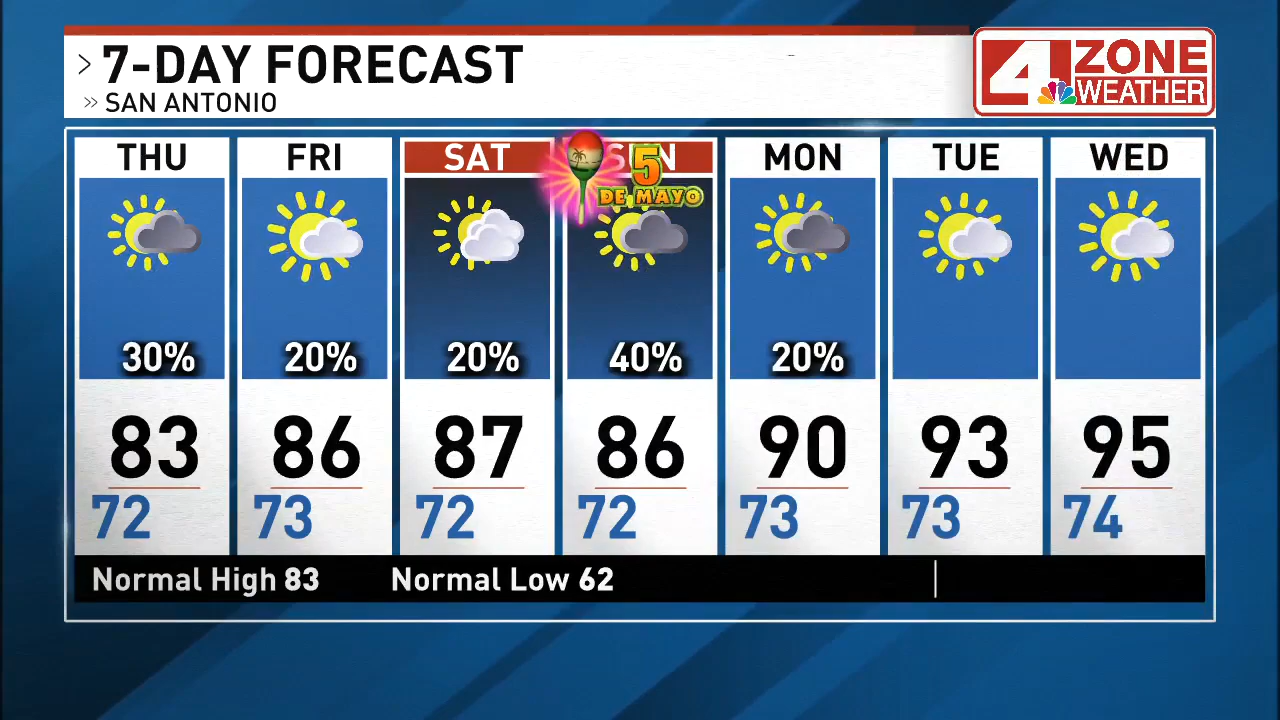 7-DAY FORECAST
SAN ANTONIO
4 ZONE
WEATHER
THU FRI SAT SUN MON TUE WED
5
DE MAYO
30% 20% 20% 40% 20%
83 86 87 86 90 93 95
72 73 72 72 73 73 74
Normal High 83 Normal Low 62